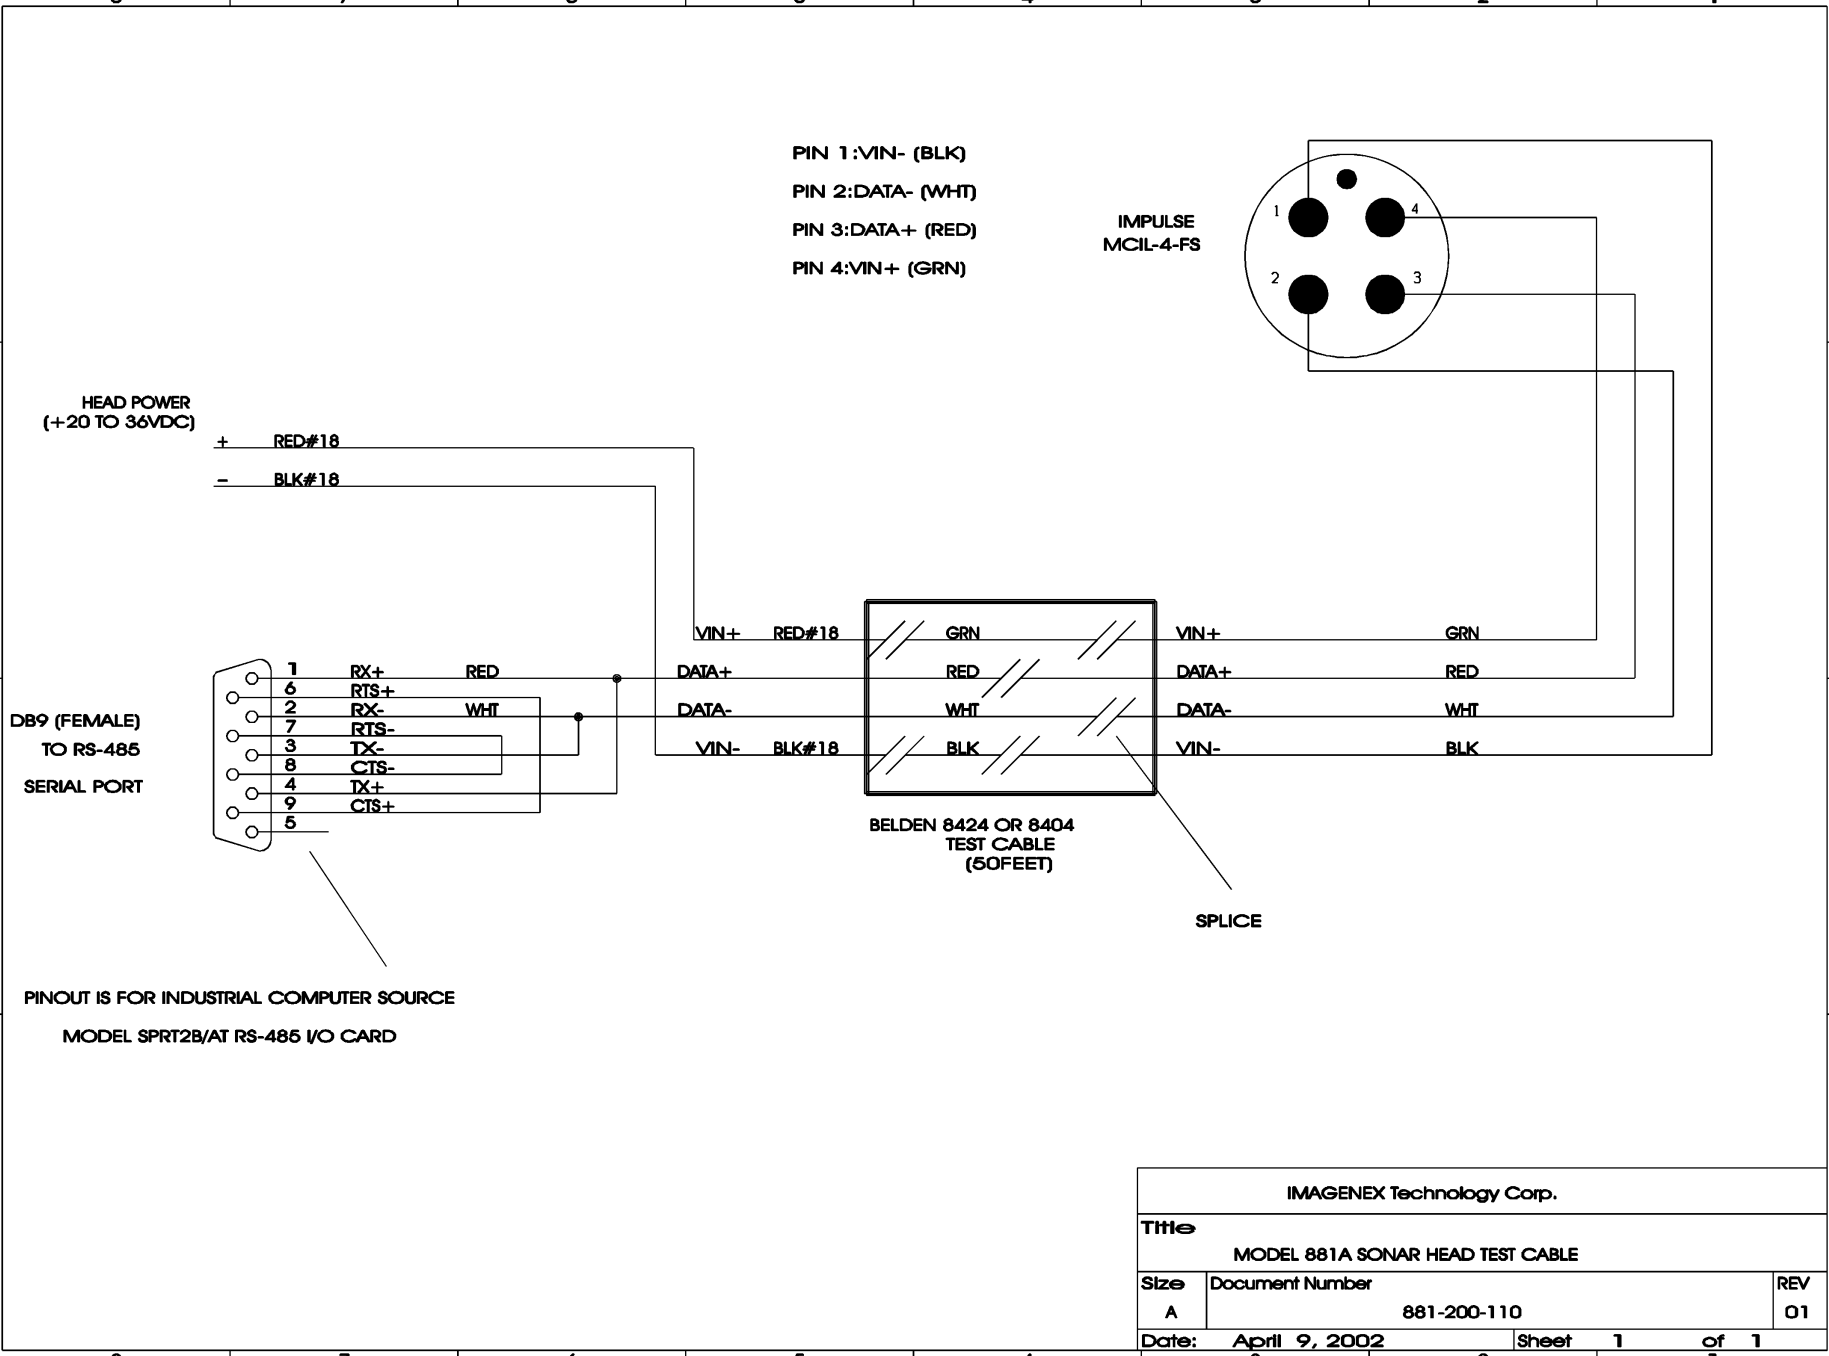 PIN 1:VIN- (BLK)
PIN 2:DATA- (WHT)
PIN 3:DATA+ (RED)
PIN 4:VIN+ (GRN)
IMPULSE
MCIL-4-FS
1
4
2
3
HEAD POWER
(+20 TO 36VDC)
+ RED#18
- BLK#18
VIN+ RED#18 GRN VIN+ GRN
1 RX+ RED DATA+ RED DATA+ RED
6 RTS+
2 RX- WHT DATA- WHT DATA- WHT
7 RTS-
3 TX- VIN- BLK#18 BLK VIN- BLK
8 CTS-
4 TX+
9 CTS+
5
DB9 (FEMALE)
TO RS-485
SERIAL PORT
BELDEN 8424 OR 8404
TEST CABLE
(50FEET)
SPLICE
PINOUT IS FOR INDUSTRIAL COMPUTER SOURCE
MODEL SPRT2B/AT RS-485 I/O CARD
IMAGENEX Technology Corp.
Title
MODEL 881A SONAR HEAD TEST CABLE
Size Document Number REV
A 881-200-110 01
Date: April 9, 2002 Sheet 1 of 1